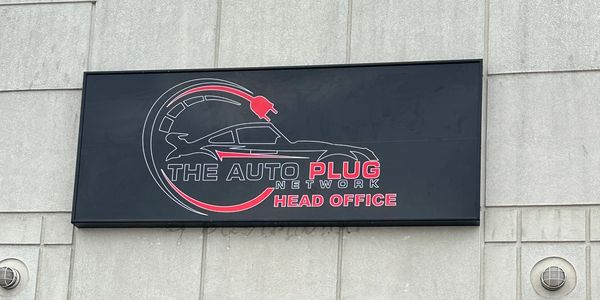 THE AUTO PLUG
NETWORK
HEAD OFFICE